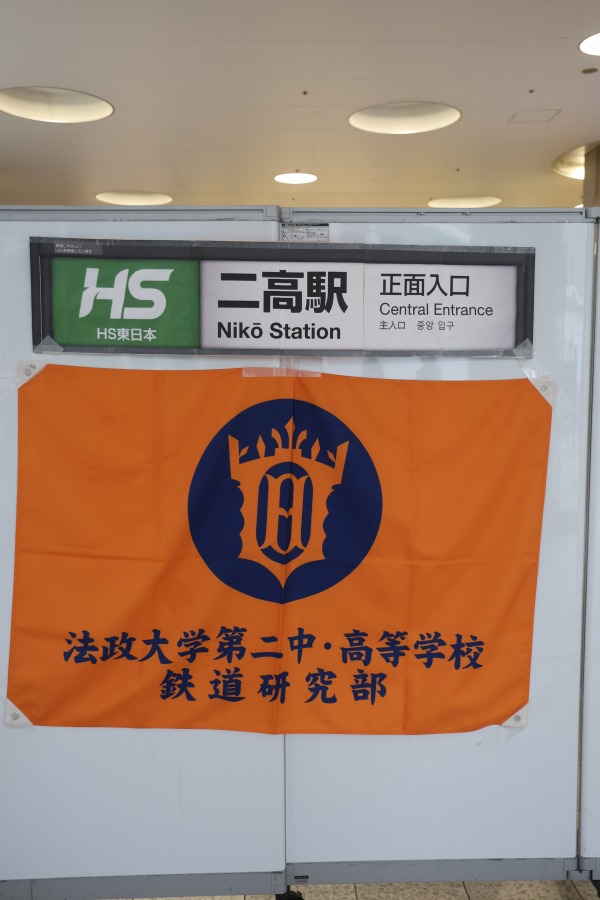 HS
HS東日本
二高駅
Nikō Station
正面入口
Central Entrance
主入口 중앙 입구
法政大学第二中・高等学校
鉄道研究部